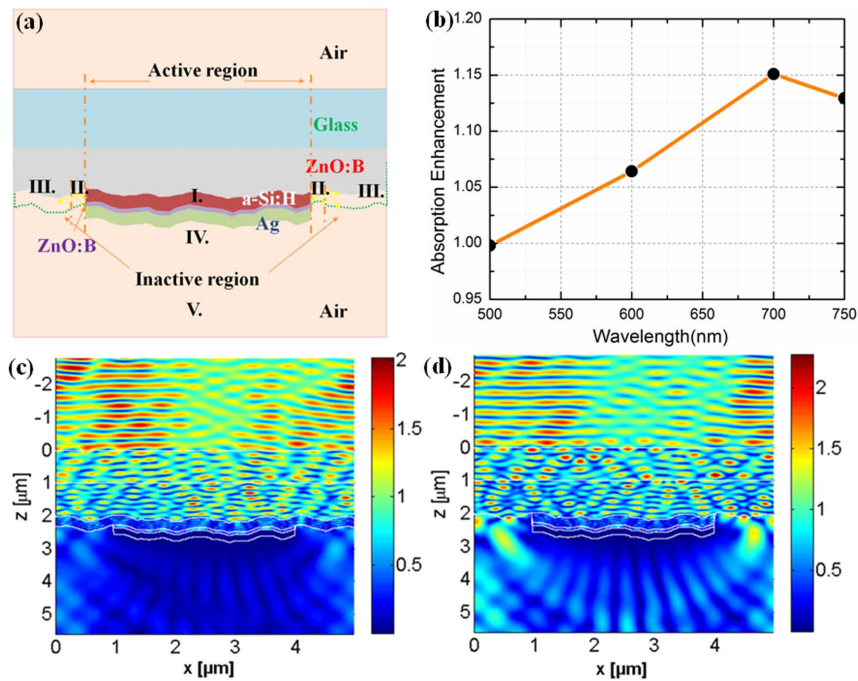 (a)
Air
Active region
Glass
ZnO:B
III. II. I. a-Si:H II. III.
Ag
IV.
ZnO:B
Inactive region
V. Air
(b)
Absorption Enhancement
1.20
1.15
1.10
1.05
1.00
0.95
500 550 600 650 700 750
Wavelength(nm)
(c)
z [µm]
-2
-1
0
1
2
3
4
5
0 1 2 3 4
x [µm]
2
1.5
1
0.5
(d)
z [µm]
-2
-1
0
1
2
3
4
5
0 1 2 3 4
x [µm]
2
1.5
1
0.5